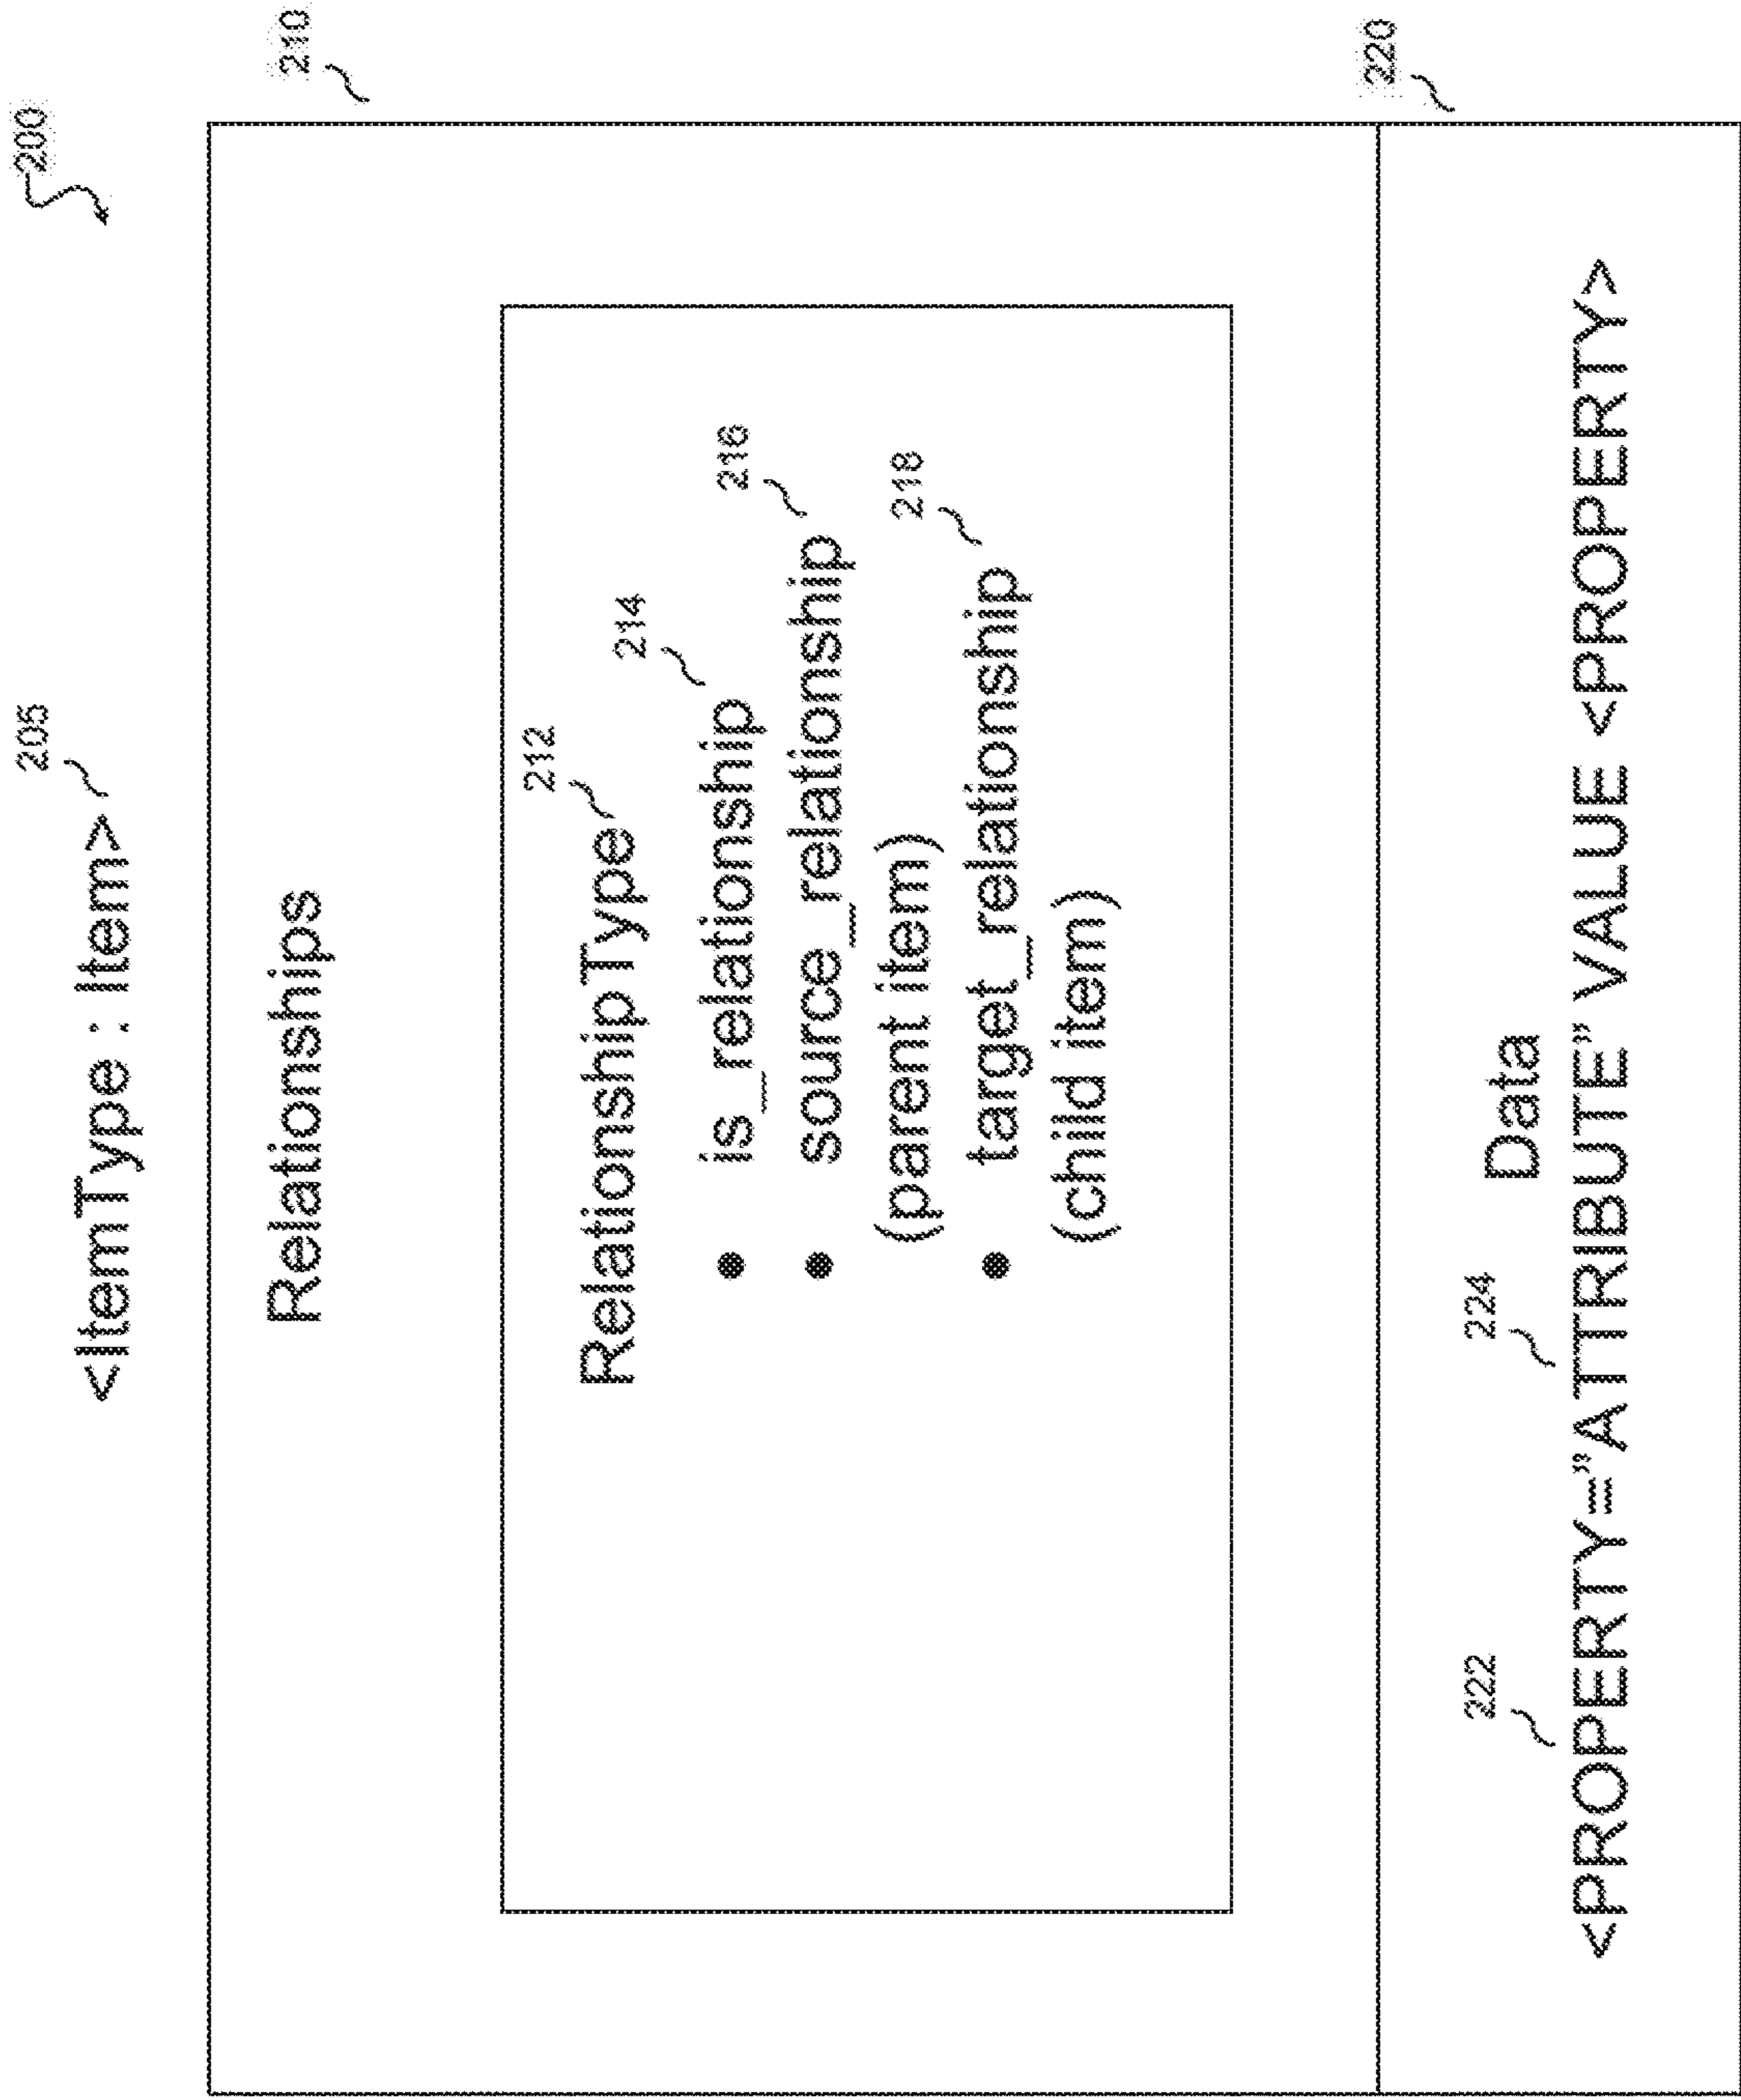 200
<ItemType : Item> 205
210
Relationships
RelationshipType 212
• is_relationship 214
• source_relationship 216
(parent item)
• target_relationship 218
(child item)
220
Data
222 224
<PROPERTY="ATTRIBUTE" VALUE <PROPERTY>